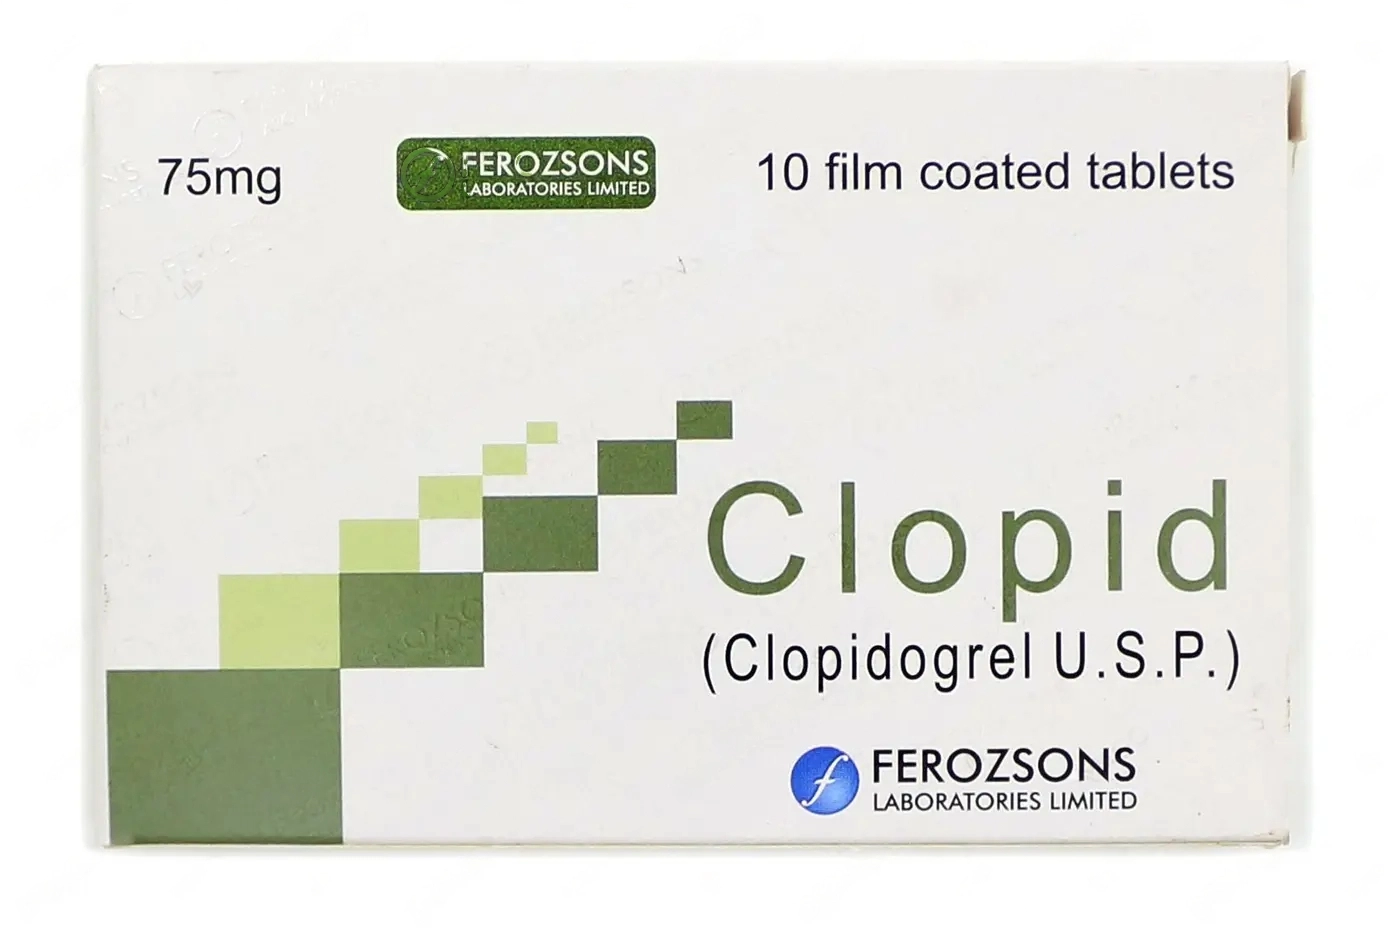 75mg
FEROZSONS
LABORATORIES LIMITED
10 film coated tablets
Clopid
(Clopidogrel U.S.P.)
FEROZSONS
LABORATORIES LIMITED